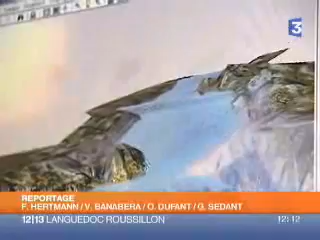 3
REPORTAGE
F. HERTMANN / V. BANABERA / O. DUFANT / G. SEDANT
12|13 LANGUEDOC ROUSSILLON
12:12